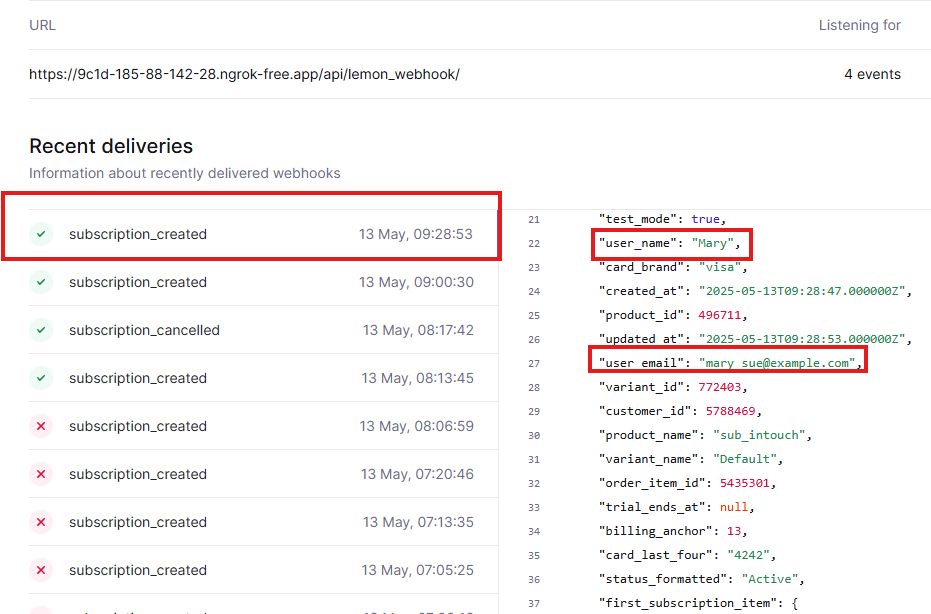 URL
Listening for
https://9c1d-185-88-142-28.ngrok-free.app/api/lemon_webhook/
4 events
Recent deliveries
Information about recently delivered webhooks
subscription_created 13 May, 09:28:53
subscription_created 13 May, 09:00:30
subscription_cancelled 13 May, 08:17:42
subscription_created 13 May, 08:13:45
subscription_created 13 May, 08:06:59
subscription_created 13 May, 07:20:46
subscription_created 13 May, 07:13:35
subscription_created 13 May, 07:05:25
21 "test_mode": true,
22 "user_name": "Mary",
23 "card_brand": "visa",
24 "created_at": "2025-05-13T09:28:47.000000Z",
25 "product_id": 496711,
26 "updated_at": "2025-05-13T09:28:53.000000Z",
27 "user_email": "mary_sue@example.com",
28 "variant_id": 772403,
29 "customer_id": 5788469,
30 "product_name": "sub_intouch",
31 "variant_name": "Default",
32 "order_item_id": 5435301,
33 "trial_ends_at": null,
34 "billing_anchor": 13,
35 "card_last_four": "4242",
36 "status_formatted": "Active",
37 "first_subscription_item": {